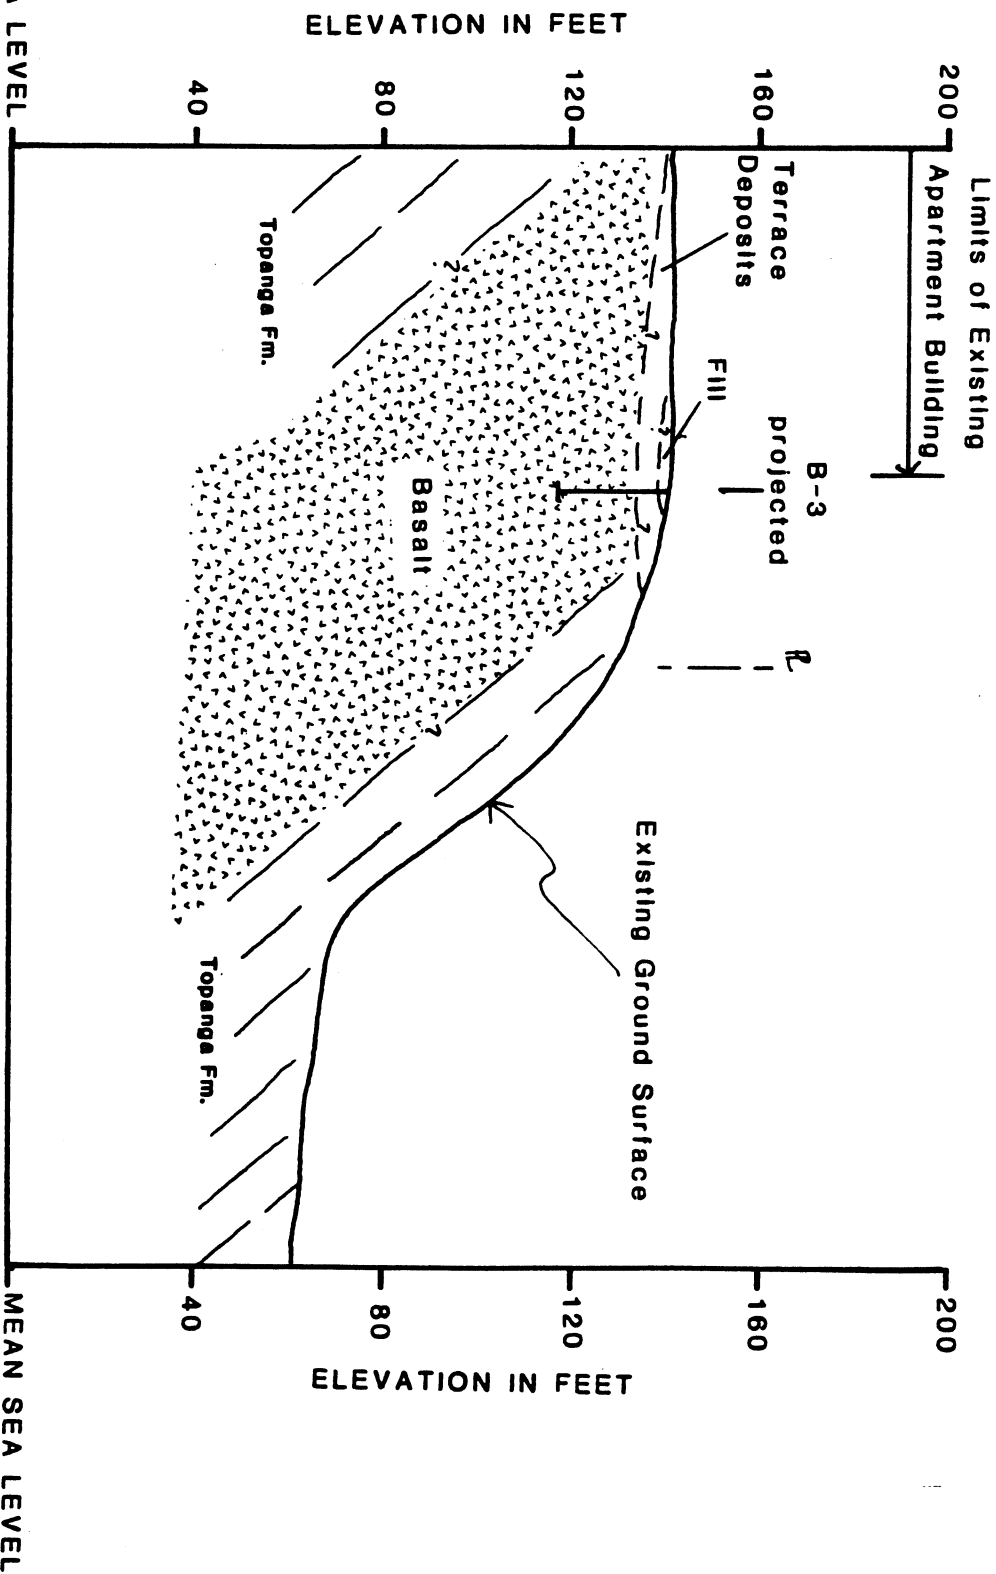 Limits of Existing
Apartment Building
B-3
projected
Terrace
Deposits
Fill
PL
Existing Ground Surface
Basalt
Topanga Fm.
Topanga Fm.
ELEVATION IN FEET
200
160
120
80
40
LEVEL
ELEVATION IN FEET
200
160
120
80
40
MEAN SEA LEVEL
?
?
?
?
?